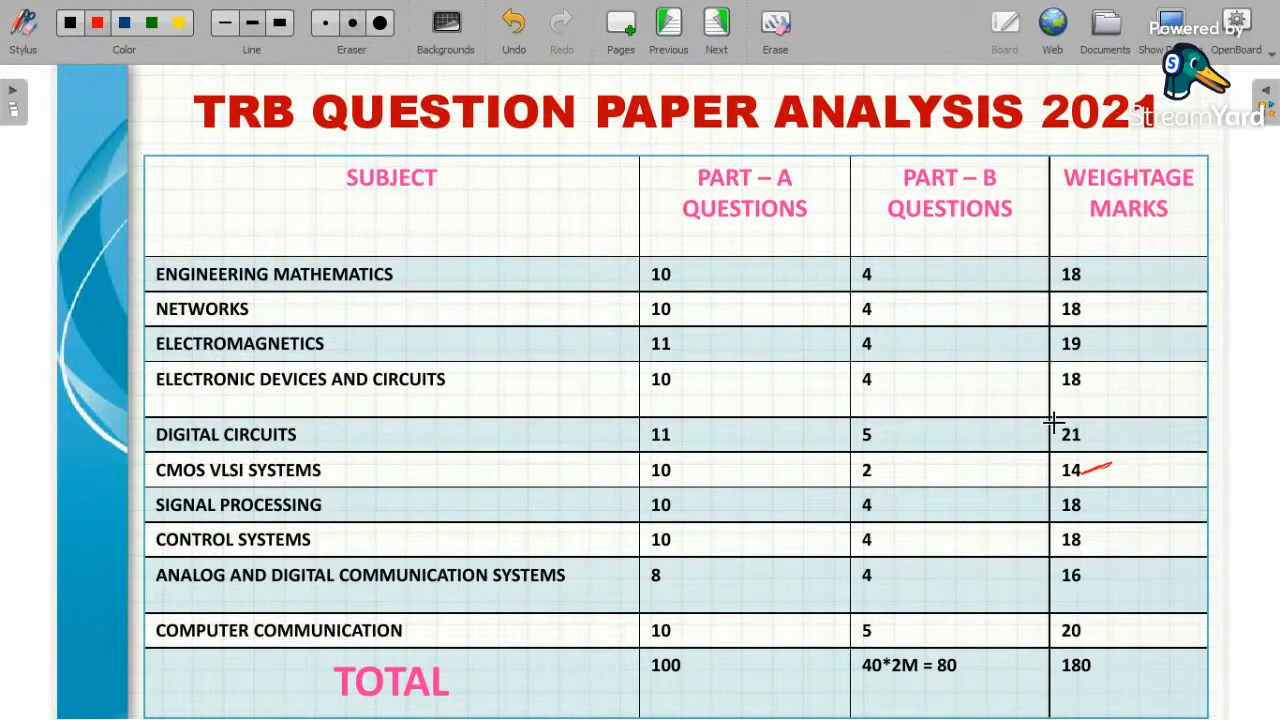 Stylus
Color
Line
Eraser
Backgrounds
Undo
Redo
Pages
Previous
Next
Erase
Board
Web
Documents
OpenBoard
Powered by
StreamYard
TRB QUESTION PAPER ANALYSIS 2021
SUBJECT PART – A QUESTIONS PART – B QUESTIONS WEIGHTAGE MARKS
ENGINEERING MATHEMATICS 10 4 18
NETWORKS 10 4 18
ELECTROMAGNETICS 11 4 19
ELECTRONIC DEVICES AND CIRCUITS 10 4 18
DIGITAL CIRCUITS 11 5 21
CMOS VLSI SYSTEMS 10 2 14
SIGNAL PROCESSING 10 4 18
CONTROL SYSTEMS 10 4 18
ANALOG AND DIGITAL COMMUNICATION SYSTEMS 8 4 16
COMPUTER COMMUNICATION 10 5 20
TOTAL 100 40*2M = 80 180